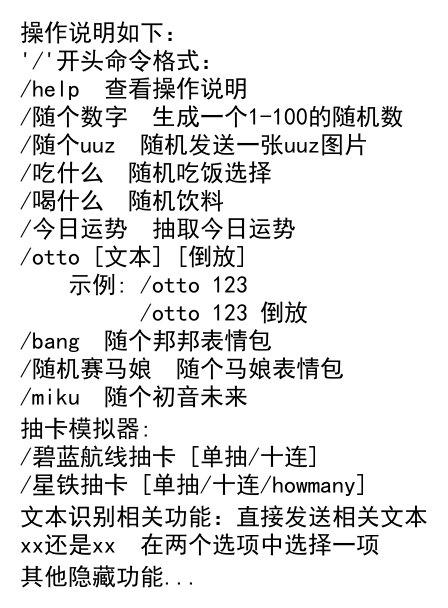 操作说明如下：
'/'开头命令格式：
/help  查看操作说明
/随个数字  生成一个1-100的随机数
/随个uuz  随机发送一张uuz图片
/吃什么  随机吃饭选择
/喝什么  随机饮料
/今日运势  抽取今日运势
/otto [文本] [倒放]
    示例: /otto 123
          /otto 123 倒放
/bang  随个邦邦表情包
/随机赛马娘  随个马娘表情包
/miku  随个初音未来
抽卡模拟器:
/碧蓝航线抽卡 [单抽/十连]
/星铁抽卡 [单抽/十连/howmany]
文本识别相关功能：直接发送相关文本
xx还是xx  在两个选项中选择一项
其他隐藏功能...